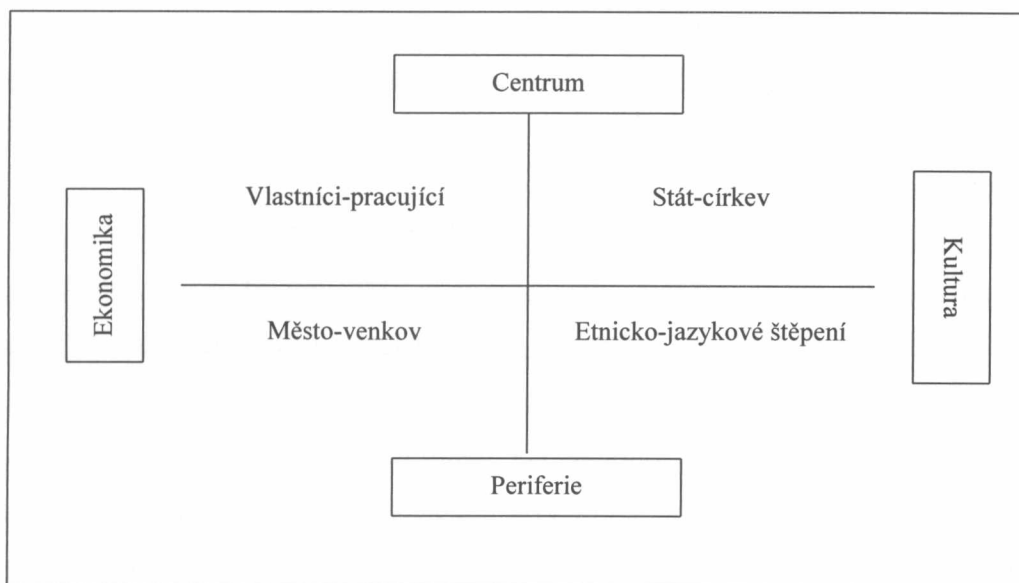 Centrum
Vlastníci-pracující
Stát-církev
Ekonomika
Kultura
Město-venkov
Etnicko-jazykové štěpení
Periferie